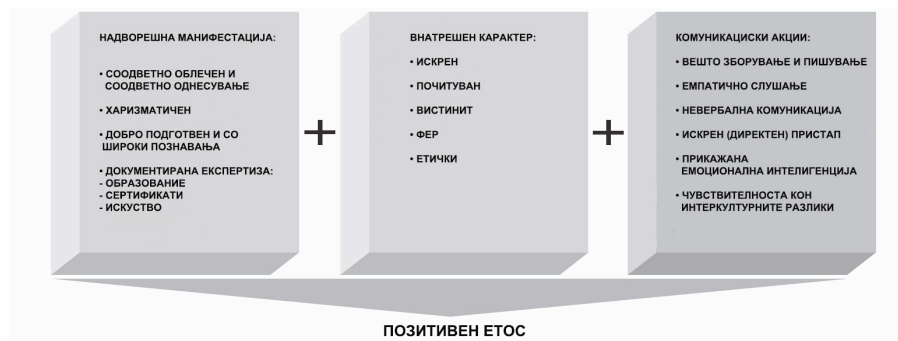 НАДВОРЕШНА МАНИФЕСТАЦИЈА:
• СООДВЕТНО ОБЛЕЧЕН И
СООДВЕТНО ОДНЕСУВАЊЕ
• ХАРИЗМАТИЧЕН
• ДОБРО ПОДГОТВЕН И СО
ШИРОКИ ПОЗНАВАЊА
• ДОКУМЕНТИРАНА ЕКСПЕРТИЗА:
- ОБРАЗОВАНИЕ
- СЕРТИФИКАТИ
- ИСКУСТВО
+
ВНАТРЕШЕН КАРАКТЕР:
• ИСКРЕН
• ПОЧИТУВАН
• ВИСТИНИТ
• ФЕР
• ЕТИЧКИ
+
КОМУНИКАЦИСКИ АКЦИИ:
• ВЕШТО ЗБОРУВАЊЕ И ПИШУВАЊЕ
• ЕМПАТИЧНО СЛУШАЊЕ
• НЕВЕРБАЛНА КОМУНИКАЦИЈА
• ИСКРЕН (ДИРЕКТЕН) ПРИСТАП
• ПРИКАЖАНА
ЕМОЦИОНАЛНА ИНТЕЛИГЕНЦИЈА
• ЧУВСТВИТЕЛНОСТА КОН
ИНТЕРКУЛТУРНИТЕ РАЗЛИКИ
ПОЗИТИВЕН ЕТОС